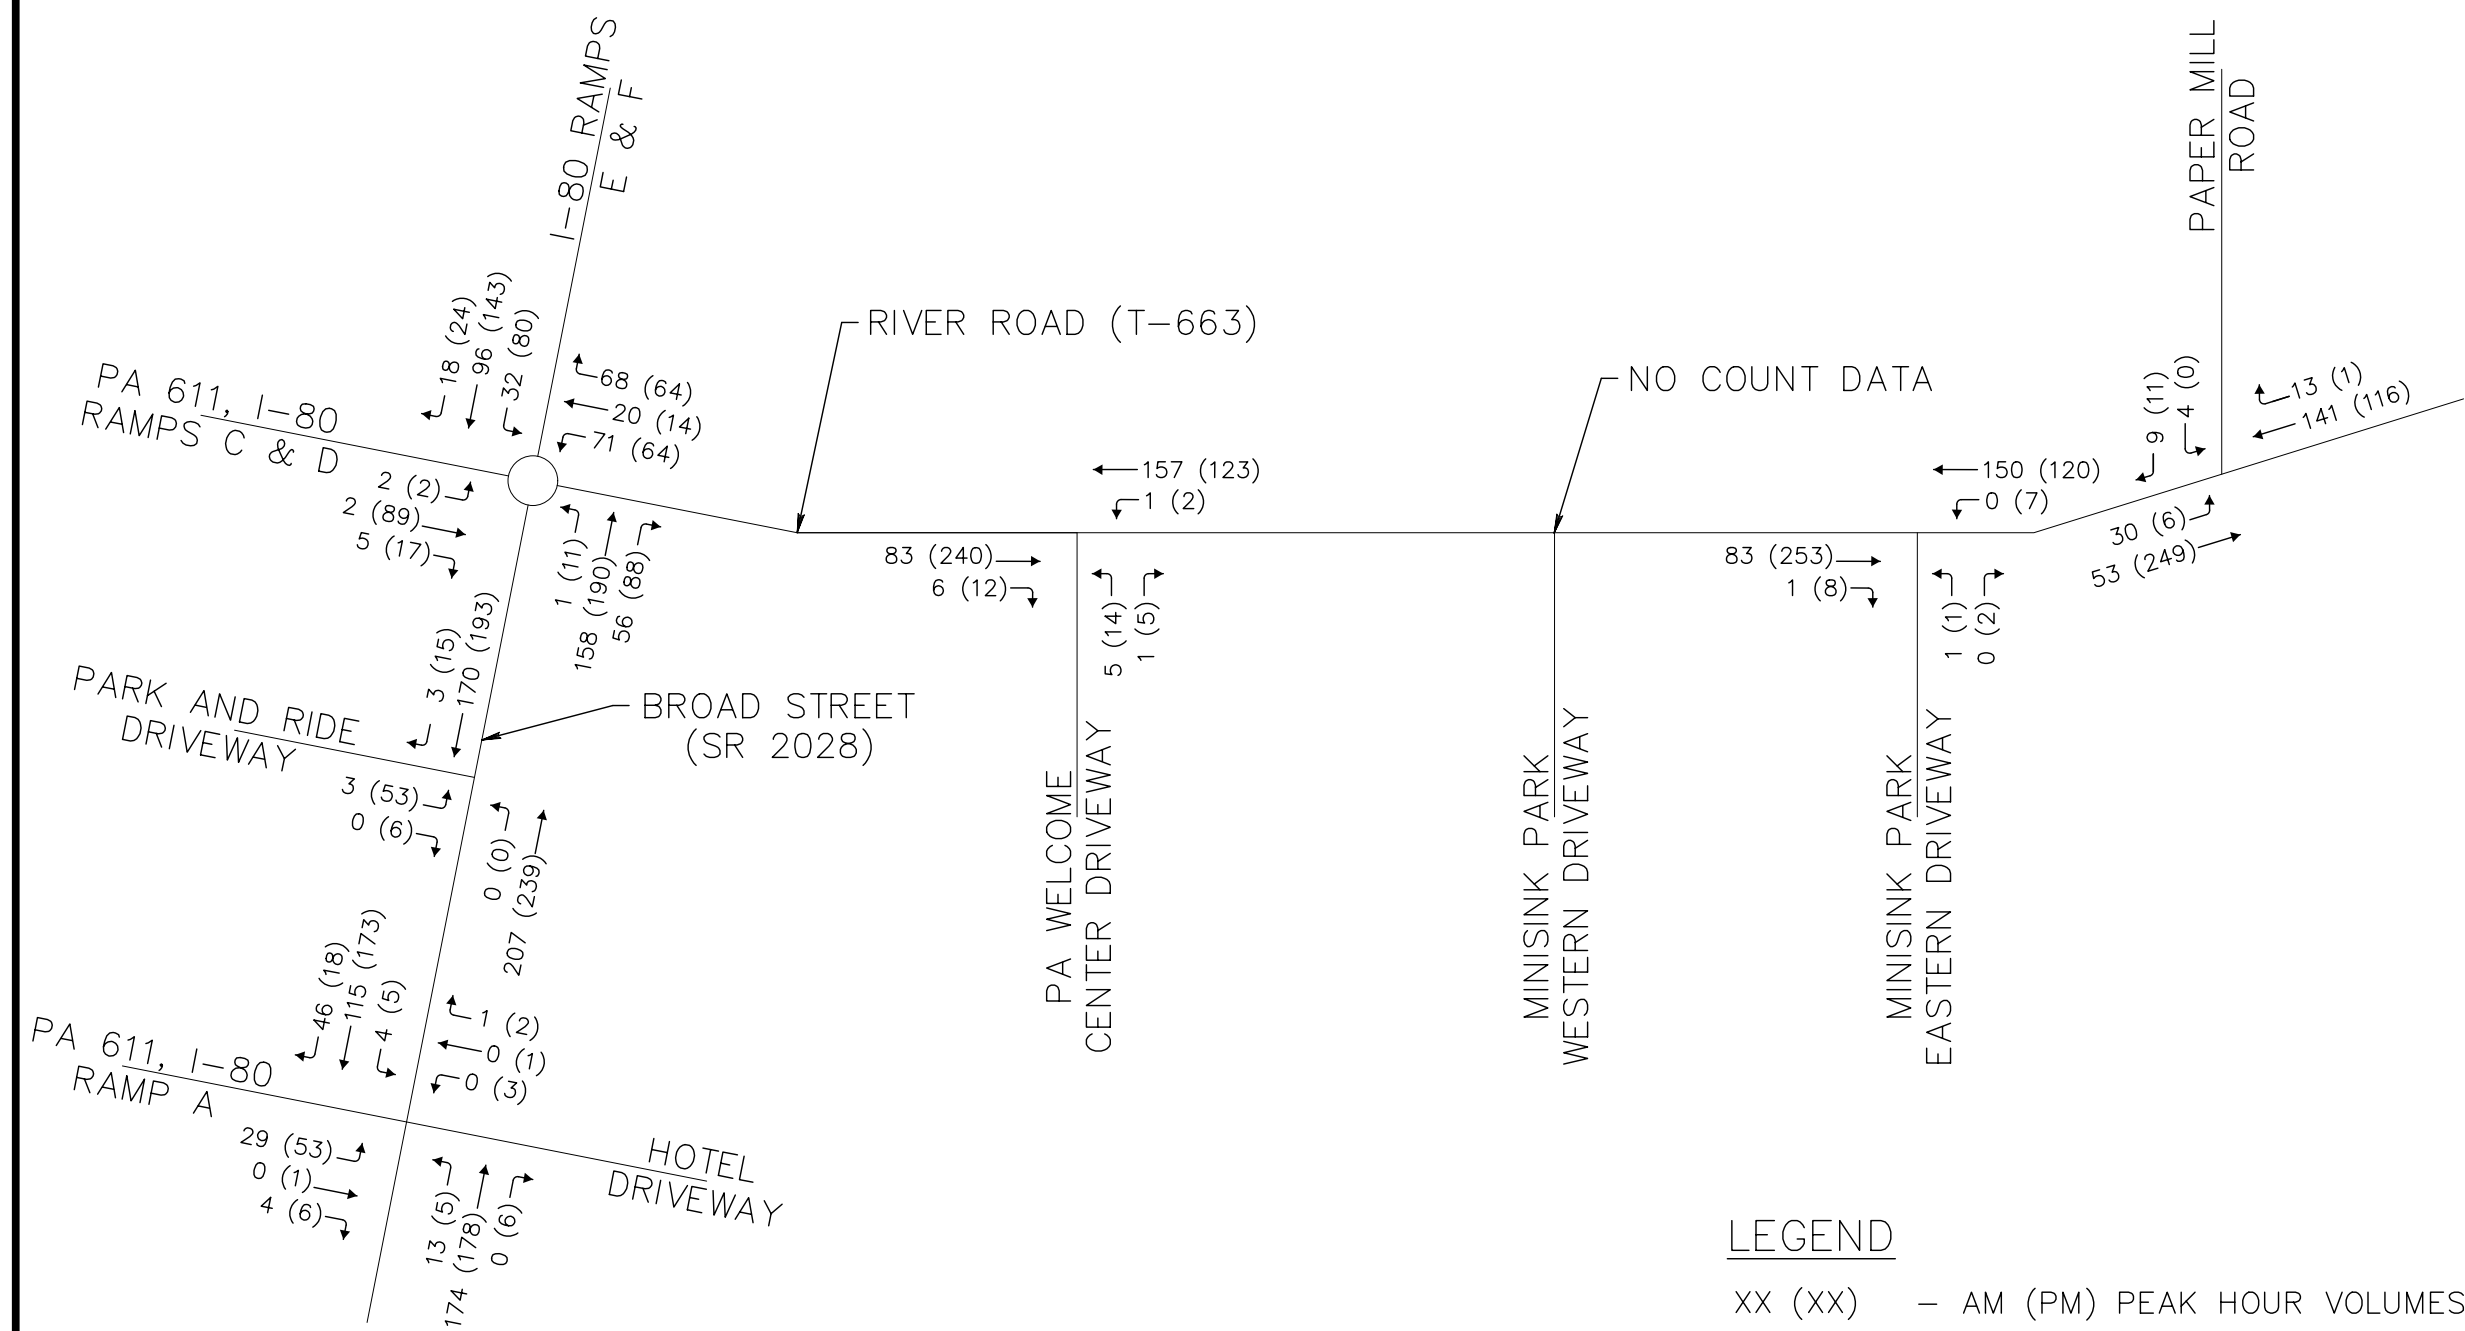 I-80 RAMPS
E & F
PAPER MILL
ROAD
18 (24)
96 (143)
32 (80)
RIVER ROAD (T-663)
NO COUNT DATA
PA 611, I-80
RAMPS C & D
68 (64)
20 (14)
71 (64)
9 (11)
4 (0)
13 (1)
141 (116)
2 (2)
2 (89)
5 (17)
157 (123)
1 (2)
150 (120)
0 (7)
1 (11)
158 (190)
56 (88)
83 (240)
6 (12)
83 (253)
1 (8)
30 (6)
53 (249)
5 (14)
1 (5)
1 (1)
0 (2)
3 (15)
170 (193)
PARK AND RIDE
DRIVEWAY
BROAD STREET
(SR 2028)
3 (53)
0 (6)
0 (0)
207 (239)
PA WELCOME
CENTER DRIVEWAY
MINISINK PARK
WESTERN DRIVEWAY
MINISINK PARK
EASTERN DRIVEWAY
46 (18)
115 (173)
4 (5)
1 (2)
0 (1)
0 (3)
PA 611, I-80
RAMP A
29 (53)
0 (1)
4 (6)
HOTEL
DRIVEWAY
13 (5)
174 (178)
0 (6)
LEGEND
XX (XX) - AM (PM) PEAK HOUR VOLUMES